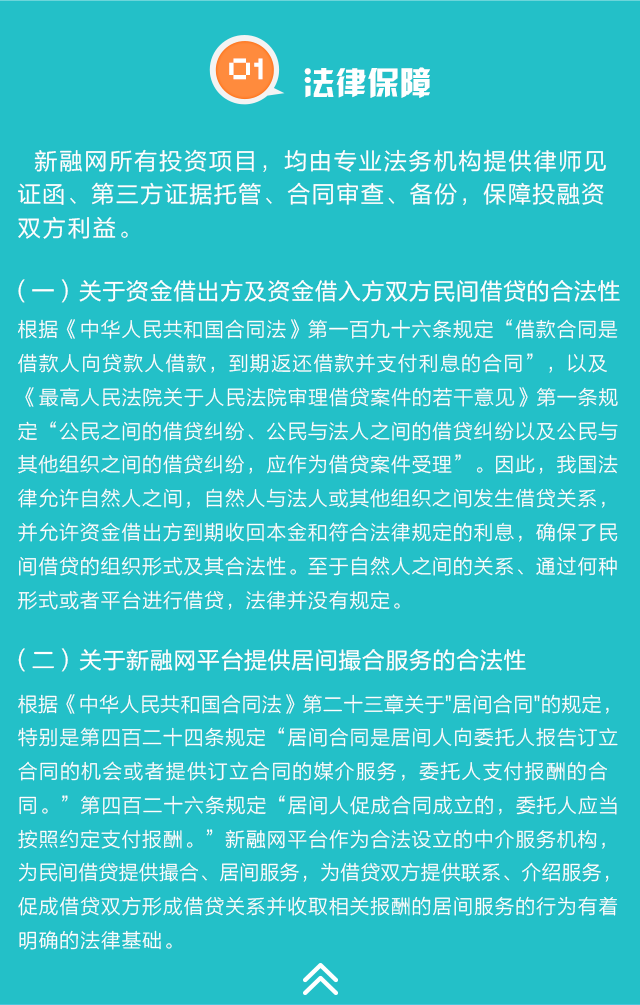 01 法律保障
新融网所有投资项目，均由专业法务机构提供律师见
证函、第三方证据托管、合同审查、备份，保障投融资
双方利益。
（一）关于资金借出方及资金借入方双方民间借贷的合法性
根据《中华人民共和国合同法》第一百九十六条规定“借款合同是
借款人向贷款人借款，到期返还借款并支付利息的合同”，以及
《最高人民法院关于人民法院审理借贷案件的若干意见》第一条规
定“公民之间的借贷纠纷、公民与法人之间的借贷纠纷以及公民与
其他组织之间的借贷纠纷，应作为借贷案件受理”。因此，我国法
律允许自然人之间，自然人与法人或其他组织之间发生借贷关系，
并允许资金借出方到期收回本金和符合法律规定的利息，确保了民
间借贷的组织形式及其合法性。至于自然人之间的关系、通过何种
形式或者平台进行借贷，法律并没有规定。
（二）关于新融网平台提供居间撮合服务的合法性
根据《中华人民共和国合同法》第二十三章关于"居间合同"的规定，
特别是第四百二十四条规定“居间合同是居间人向委托人报告订立
合同的机会或者提供订立合同的媒介服务，委托人支付报酬的合
同。”第四百二十六条规定“居间人促成合同成立的，委托人应当
按照约定支付报酬。”新融网平台作为合法设立的中介服务机构，
为民间借贷提供撮合、居间服务，为借贷双方提供联系、介绍服务，
促成借贷双方形成借贷关系并收取相关报酬的居间服务的行为有着
明确的法律基础。